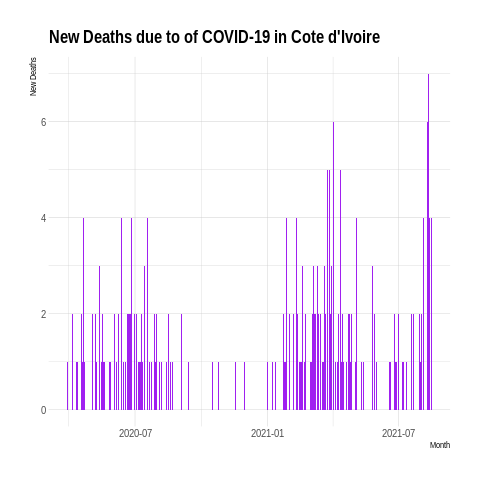 New Deaths due to of COVID-19 in Cote d'Ivoire
New Deaths
6
4
2
0
2020-07
2021-01
2021-07
Month